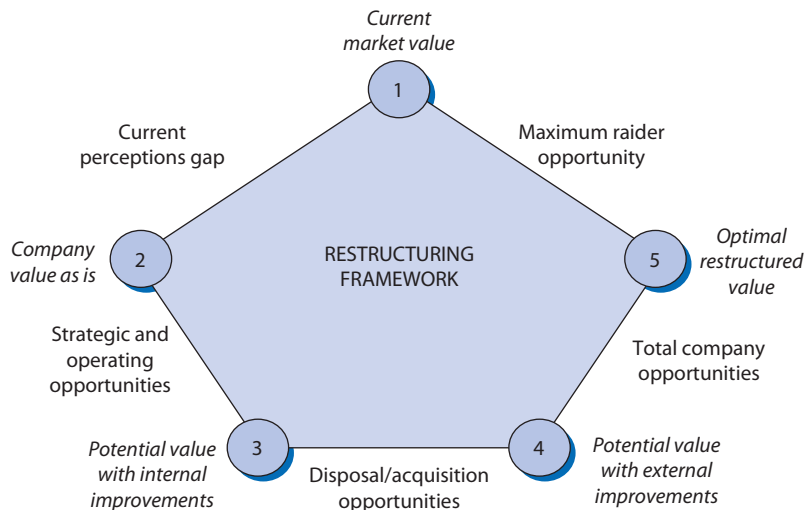 Current
market value
1
Current
perceptions gap
Maximum raider
opportunity
Company
value as is
2
RESTRUCTURING
FRAMEWORK
5
Optimal
restructured
value
Strategic and
operating
opportunities
Total company
opportunities
Potential value
with internal
improvements
3
Disposal/acquisition
opportunities
4
Potential value
with external
improvements